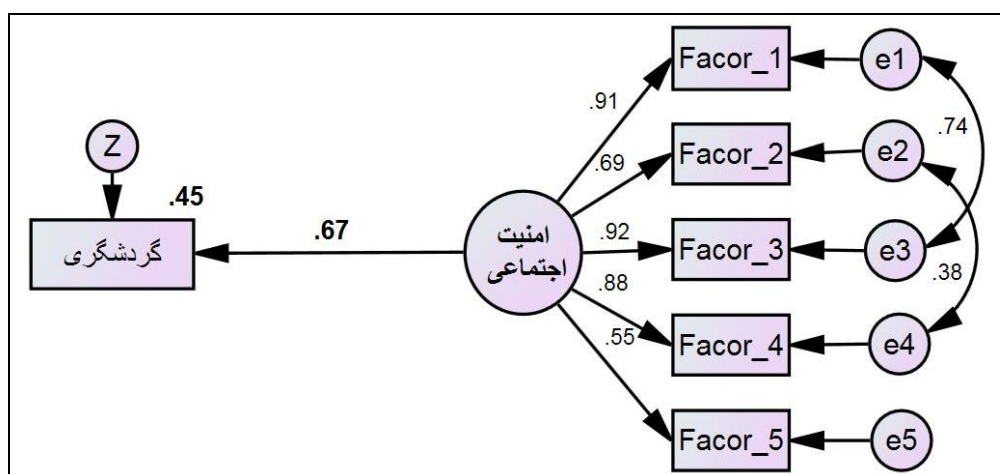 Facor_1
e1
.91
.74
Z
.69
Facor_2
e2
.45
گردشگری
.67
امنیت
اجتماعی
.92
Facor_3
e3
.88
.38
.55
Facor_4
e4
Facor_5
e5